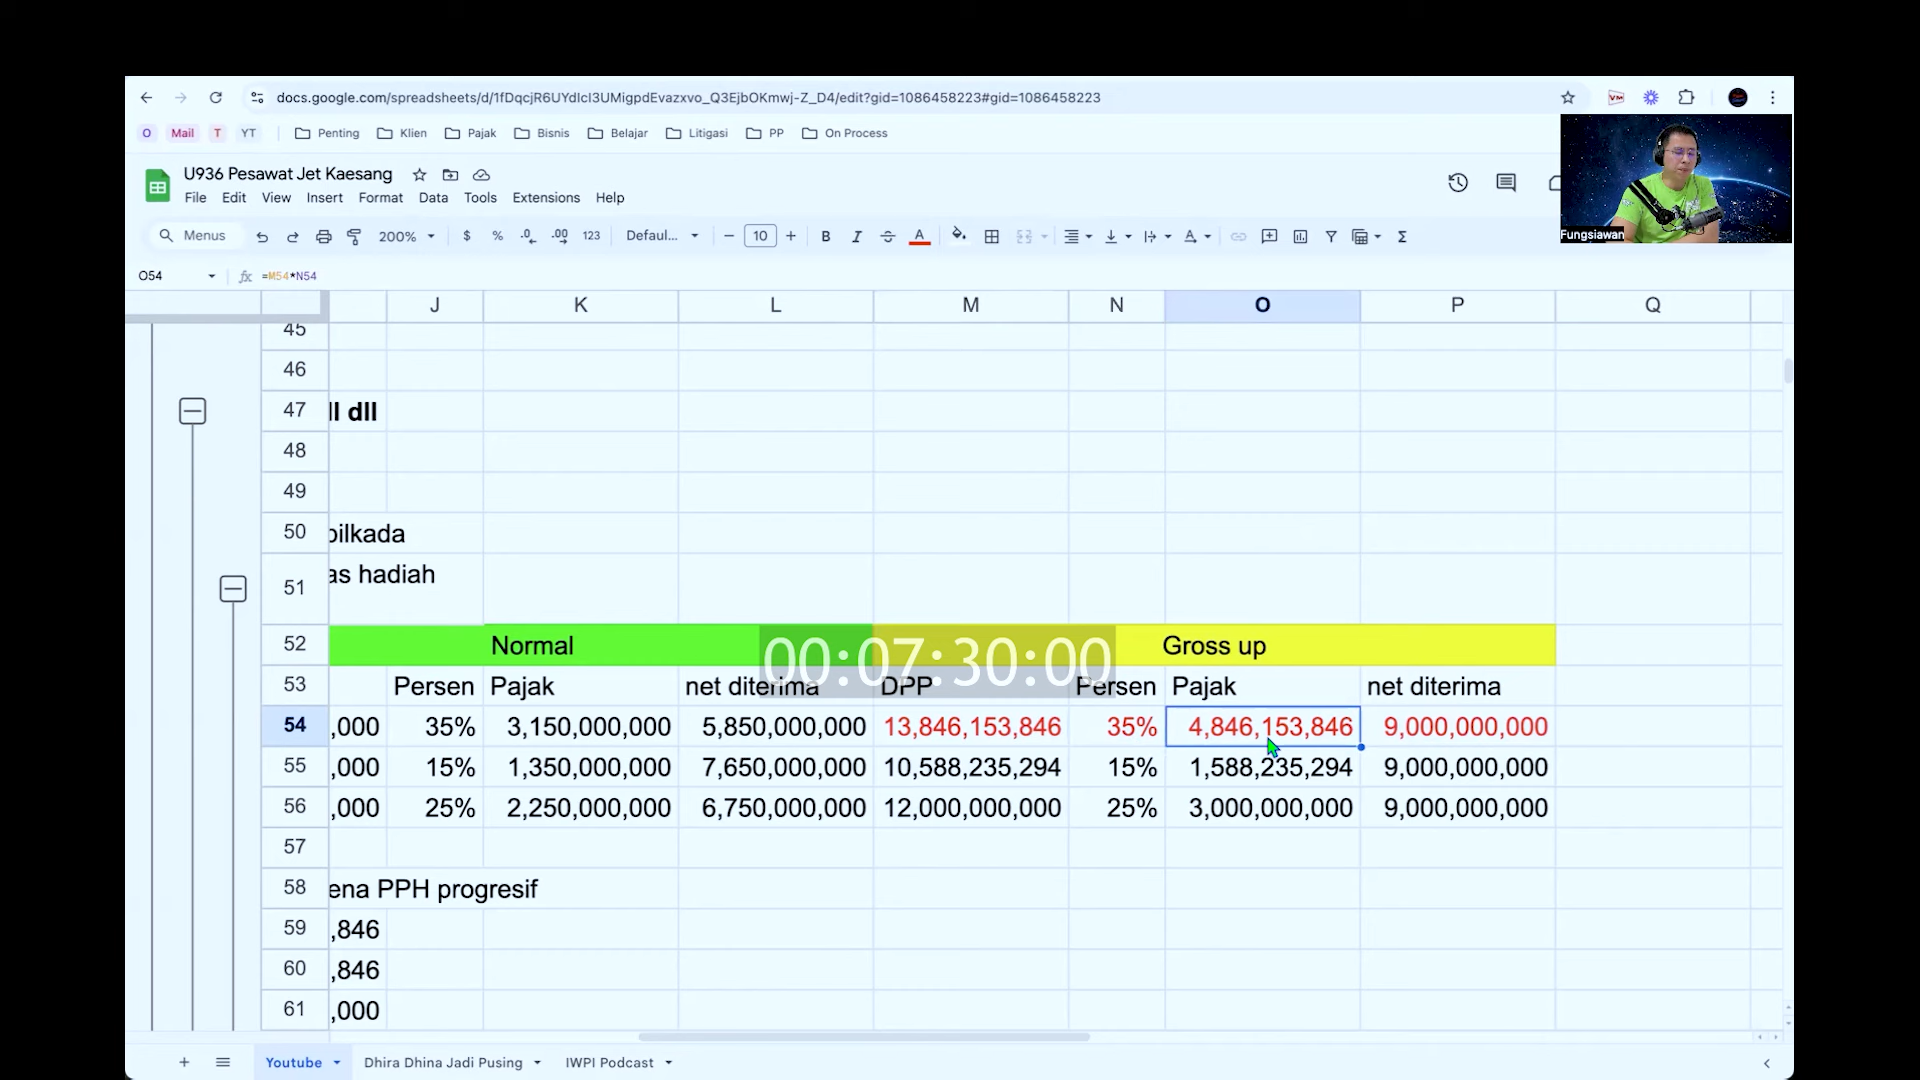 docs.google.com/spreadsheets/d/1fDqcjR6UYdIcI3UMigpdEvazxvo_Q3EjbOKmwj-Z_D4/edit?gid=1086458223#gid=1086458223
O Mail T YT Penting Klien Pajak Bisnis Belajar Litigasi PP On Process
U936 Pesawat Jet Kaesang
File Edit View Insert Format Data Tools Extensions Help
Fungsiawan
Menus 200% $ % .0 .00 123 Defaul... 10 B I A
O54 fx =M54*N54
J K L M N O P Q
45
46
47 ll dll
48
49
50 pilkada
51 as hadiah
52 Normal Gross up
00:07:30:00
53 Persen Pajak net diterima DPP Persen Pajak net diterima
54 ,000 35% 3,150,000,000 5,850,000,000 13,846,153,846 35% 4,846,153,846 9,000,000,000
55 ,000 15% 1,350,000,000 7,650,000,000 10,588,235,294 15% 1,588,235,294 9,000,000,000
56 ,000 25% 2,250,000,000 6,750,000,000 12,000,000,000 25% 3,000,000,000 9,000,000,000
57
58 ena PPH progresif
59 ,846
60 ,846
61 ,000
Youtube Dhira Dhina Jadi Pusing IWPI Podcast